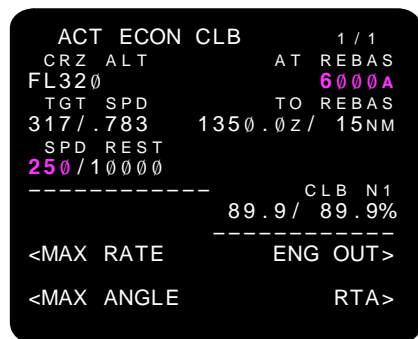 ACT ECON CLB 1/1
CRZ ALT AT REBAS
FL320 6000A
TGT SPD TO REBAS
317/.783 1350.0Z/ 15NM
SPD REST
250/10000
------------- CLB N1
89.9/ 89.9%
------------
<MAX RATE ENG OUT>
<MAX ANGLE RTA>